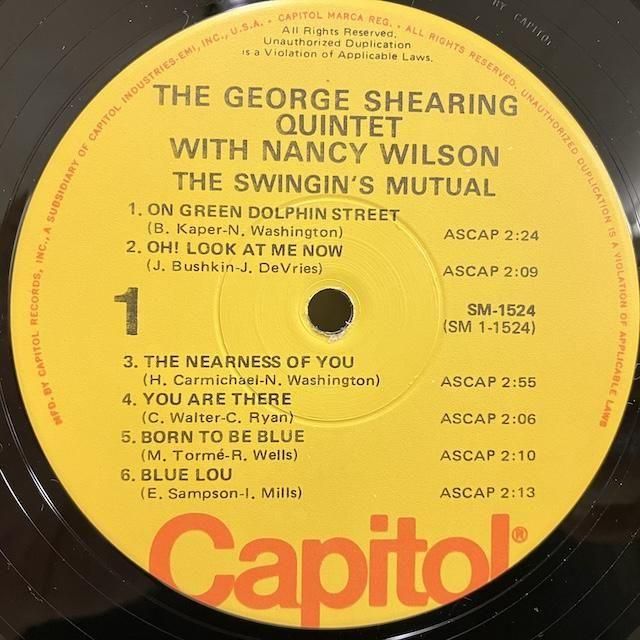 MFG. BY CAPITOL RECORDS, INC., A SUBSIDIARY OF CAPITOL INDUSTRIES-EMI, INC., U.S.A. • CAPITOL MARCA REG. • ALL RIGHTS RESERVED. UNAUTHORIZED DUPLICATION IS A VIOLATION OF APPLICABLE LAWS
All Rights Reserved.
Unauthorized Duplication
is a Violation of Applicable Laws.
THE GEORGE SHEARING
QUINTET
WITH NANCY WILSON
THE SWINGIN'S MUTUAL
1. ON GREEN DOLPHIN STREET
(B. Kaper-N. Washington) ASCAP 2:24
2. OH! LOOK AT ME NOW
(J. Bushkin-J. DeVries) ASCAP 2:09
1
SM-1524
(SM 1-1524)
3. THE NEARNESS OF YOU
(H. Carmichael-N. Washington) ASCAP 2:55
4. YOU ARE THERE
(C. Walter-C. Ryan) ASCAP 2:06
5. BORN TO BE BLUE
(M. Tormé-R. Wells) ASCAP 2:10
6. BLUE LOU
(E. Sampson-I. Mills) ASCAP 2:13
Capitol®